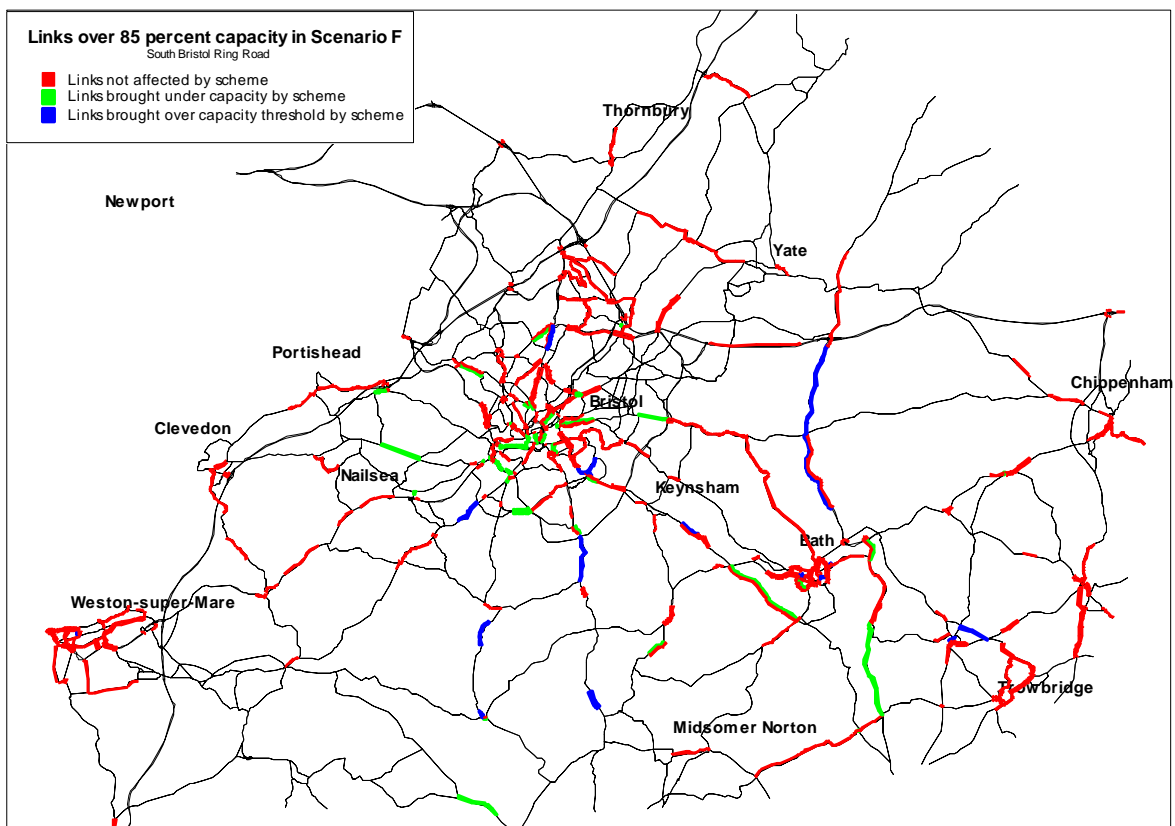 Links over 85 percent capacity in Scenario F
South Bristol Ring Road
Links not affected by scheme
Links brought under capacity by scheme
Links brought over capacity threshold by scheme
Thornbury
Newport
Yate
Portishead
Chippenham
Bristol
Clevedon
Nailsea
Keynsham
Bath
Weston-super-Mare
Trowbridge
Midsomer Norton